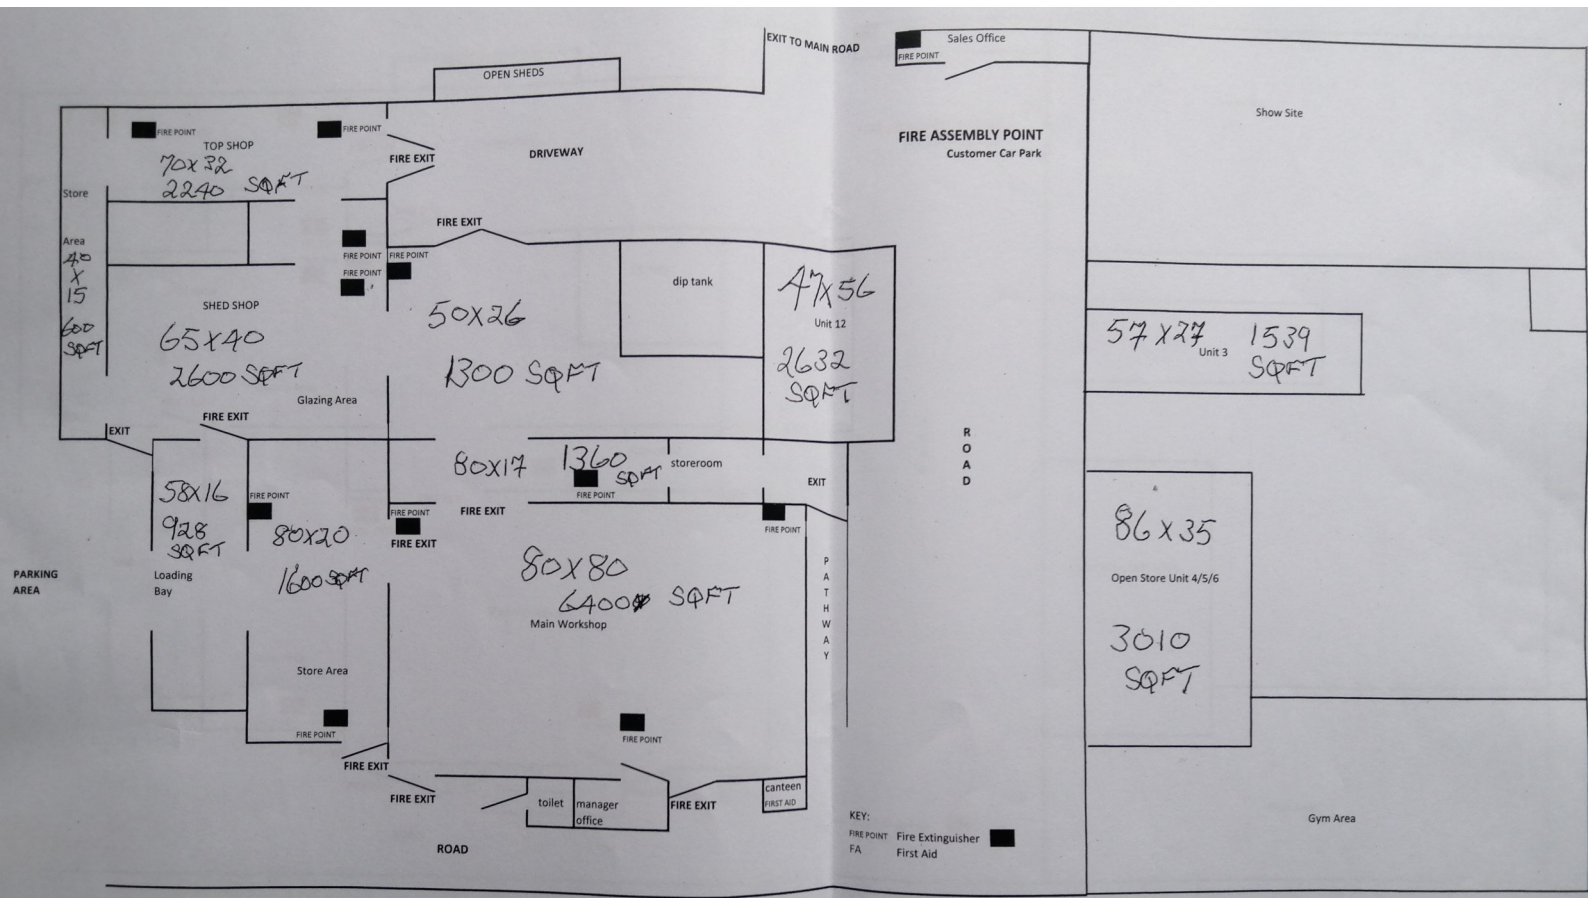 EXIT TO MAIN ROAD
Sales Office
FIRE POINT
OPEN SHEDS
Show Site
FIRE POINT
FIRE POINT
TOP SHOP
70X32
2240 SQFT
FIRE EXIT
DRIVEWAY
FIRE ASSEMBLY POINT
Customer Car Park
Store
Area
40
X
15
600
SQFT
FIRE EXIT
FIRE POINT
FIRE POINT
FIRE POINT
SHED SHOP
65X40
2600 SQFT
Glazing Area
50X26
1300 SQFT
dip tank
47X56
Unit 12
2632
SQFT
57 X27
Unit 3
1539
SQFT
EXIT
FIRE EXIT
R
O
A
D
80X17
1360
SQFT
FIRE POINT
storeroom
EXIT
58X16
928
SQFT
Loading
Bay
FIRE POINT
80X20
1600 SQFT
Store Area
FIRE POINT
FIRE POINT
FIRE EXIT
FIRE EXIT
FIRE POINT
80X80
6400 SQFT
Main Workshop
FIRE POINT
P
A
T
H
W
A
Y
86 X 35
Open Store Unit 4/5/6
3010
SQFT
PARKING
AREA
FIRE EXIT
FIRE EXIT
toilet
manager
office
FIRE EXIT
canteen
FIRST AID
ROAD
KEY:
FIRE POINT Fire Extinguisher
FA First Aid
Gym Area